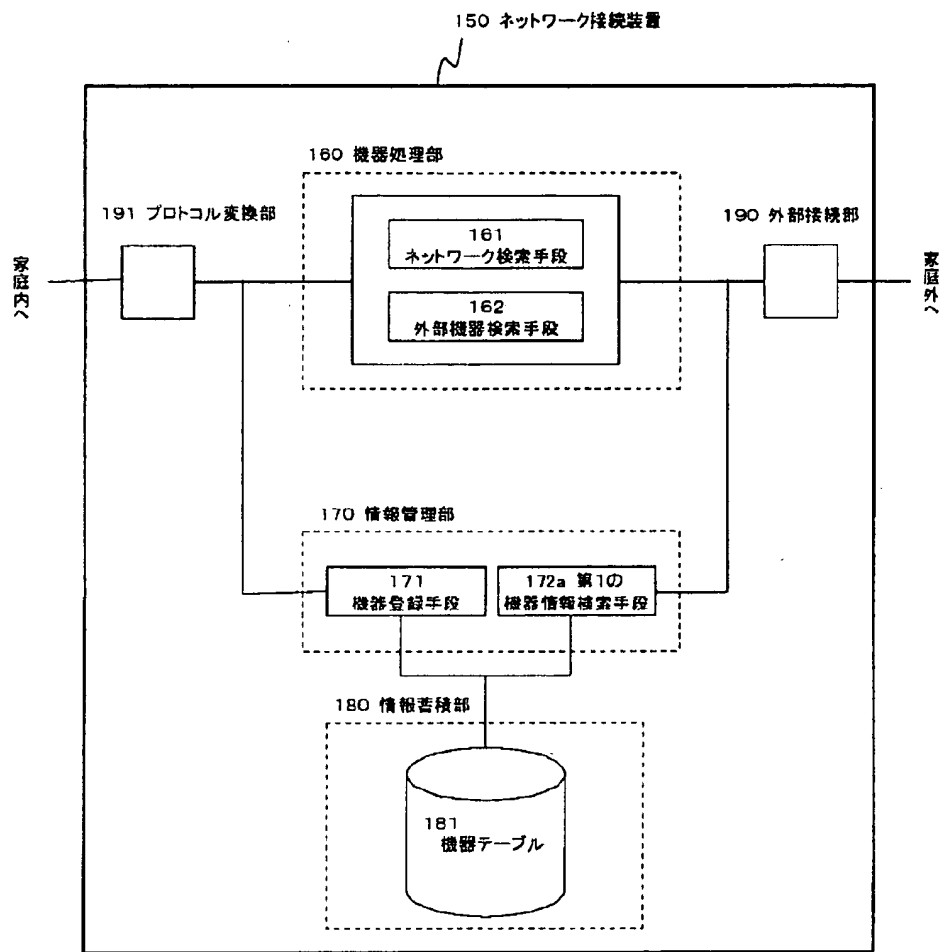 150 ネットワーク接続装置
160 機器処理部
191 プロトコル変換部
190 外部接続部
161
ネットワーク検索手段
162
外部機器検索手段
家庭内へ
家庭外へ
170 情報管理部
171
機器登録手段
172a 第1の
機器情報検索手段
180 情報蓄積部
181
機器テーブル